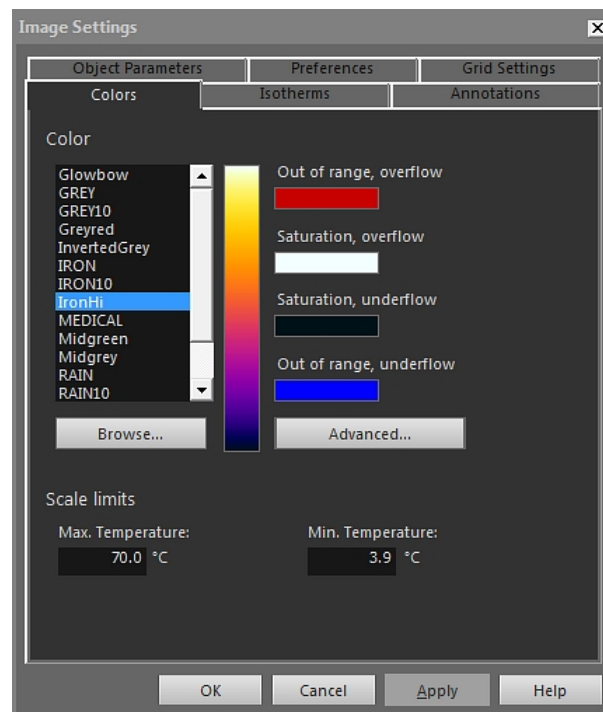 Image Settings
Object Parameters Preferences Grid Settings
Colors Isotherms Annotations
Color
Glowbow
GREY
GREY10
Greyred
InvertedGrey
IRON
IRON10
IronHi
MEDICAL
Midgreen
Midgrey
RAIN
RAIN10
Out of range, overflow
Saturation, overflow
Saturation, underflow
Out of range, underflow
Browse... Advanced...
Scale limits
Max. Temperature: Min. Temperature:
70.0 °C 3.9 °C
OK Cancel Apply Help